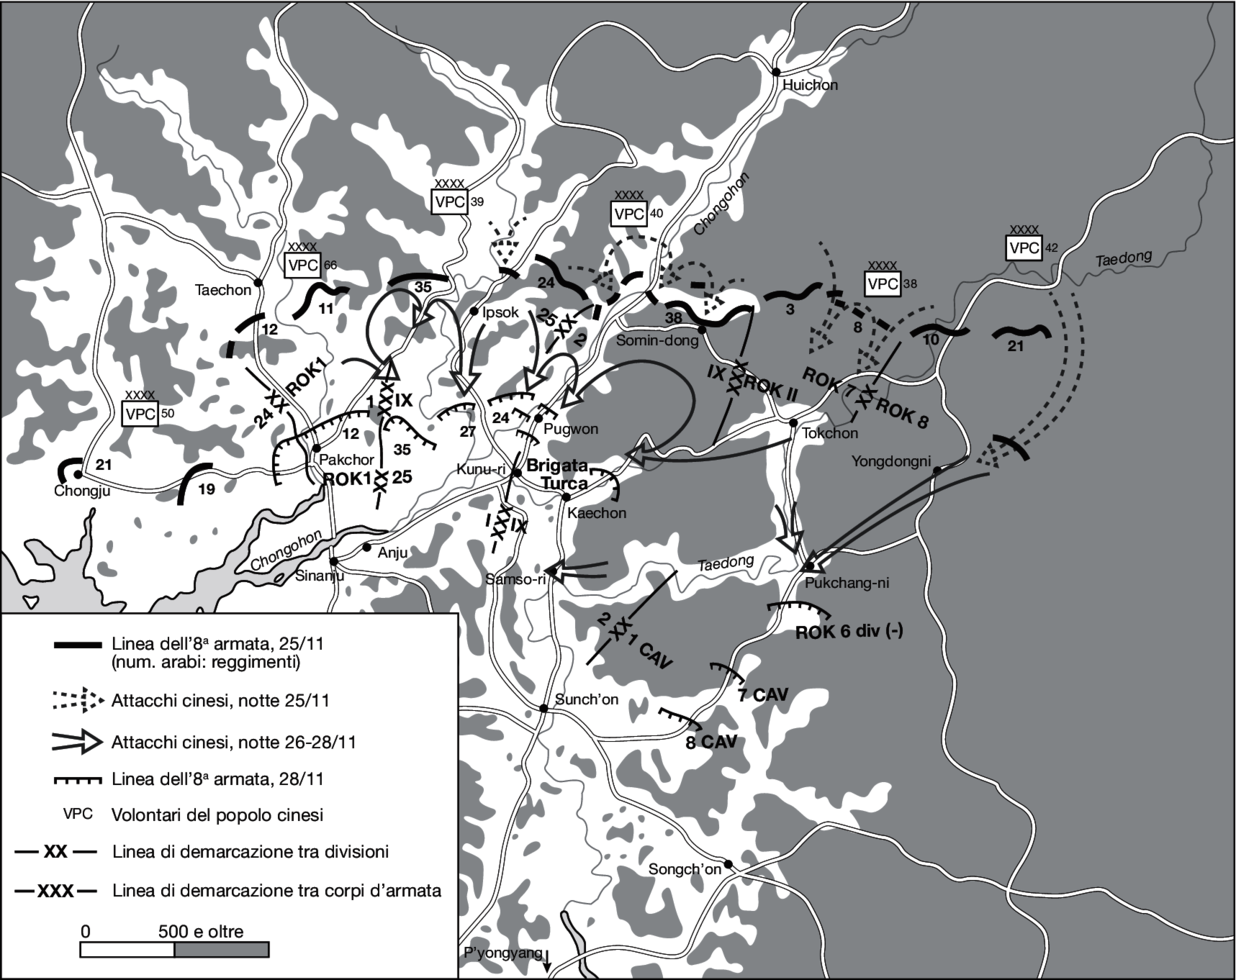 Huichon
XXXX
VPC 39
XXXX
VPC 40
Chongohon
XXXX
VPC 42
Taedong
XXXX
VPC 66
XXXX
VPC 38
Taechon
35
24
11
12
Ipsok
25
XX
2
38
3
8
10
21
Somin-dong
ROK1
XX
24
IX
XXX
ROK II
ROK 7
XX
ROK 8
XXXX
VPC 50
1
XXX
IX
12
35
27
24
Pugwon
Tokchon
Pakchor
Kunu-ri
Brigata
Turca
Yongdongni
21
Chongju
19
ROK1
XX
25
Kaechon
I
XXX
IX
Chongohon
Anju
Sinanju
Samso-ri
Taedong
Pukchang-ni
2
XX
1 CAV
ROK 6 div (-)
7 CAV
Sunch'on
8 CAV
Songch'on
P'yongyang
Linea dell'8ª armata, 25/11
(num. arabi: reggimenti)
Attacchi cinesi, notte 25/11
Attacchi cinesi, notte 26-28/11
Linea dell'8ª armata, 28/11
VPC Volontari del popolo cinesi
XX Linea di demarcazione tra divisioni
XXX Linea di demarcazione tra corpi d'armata
0 500 e oltre